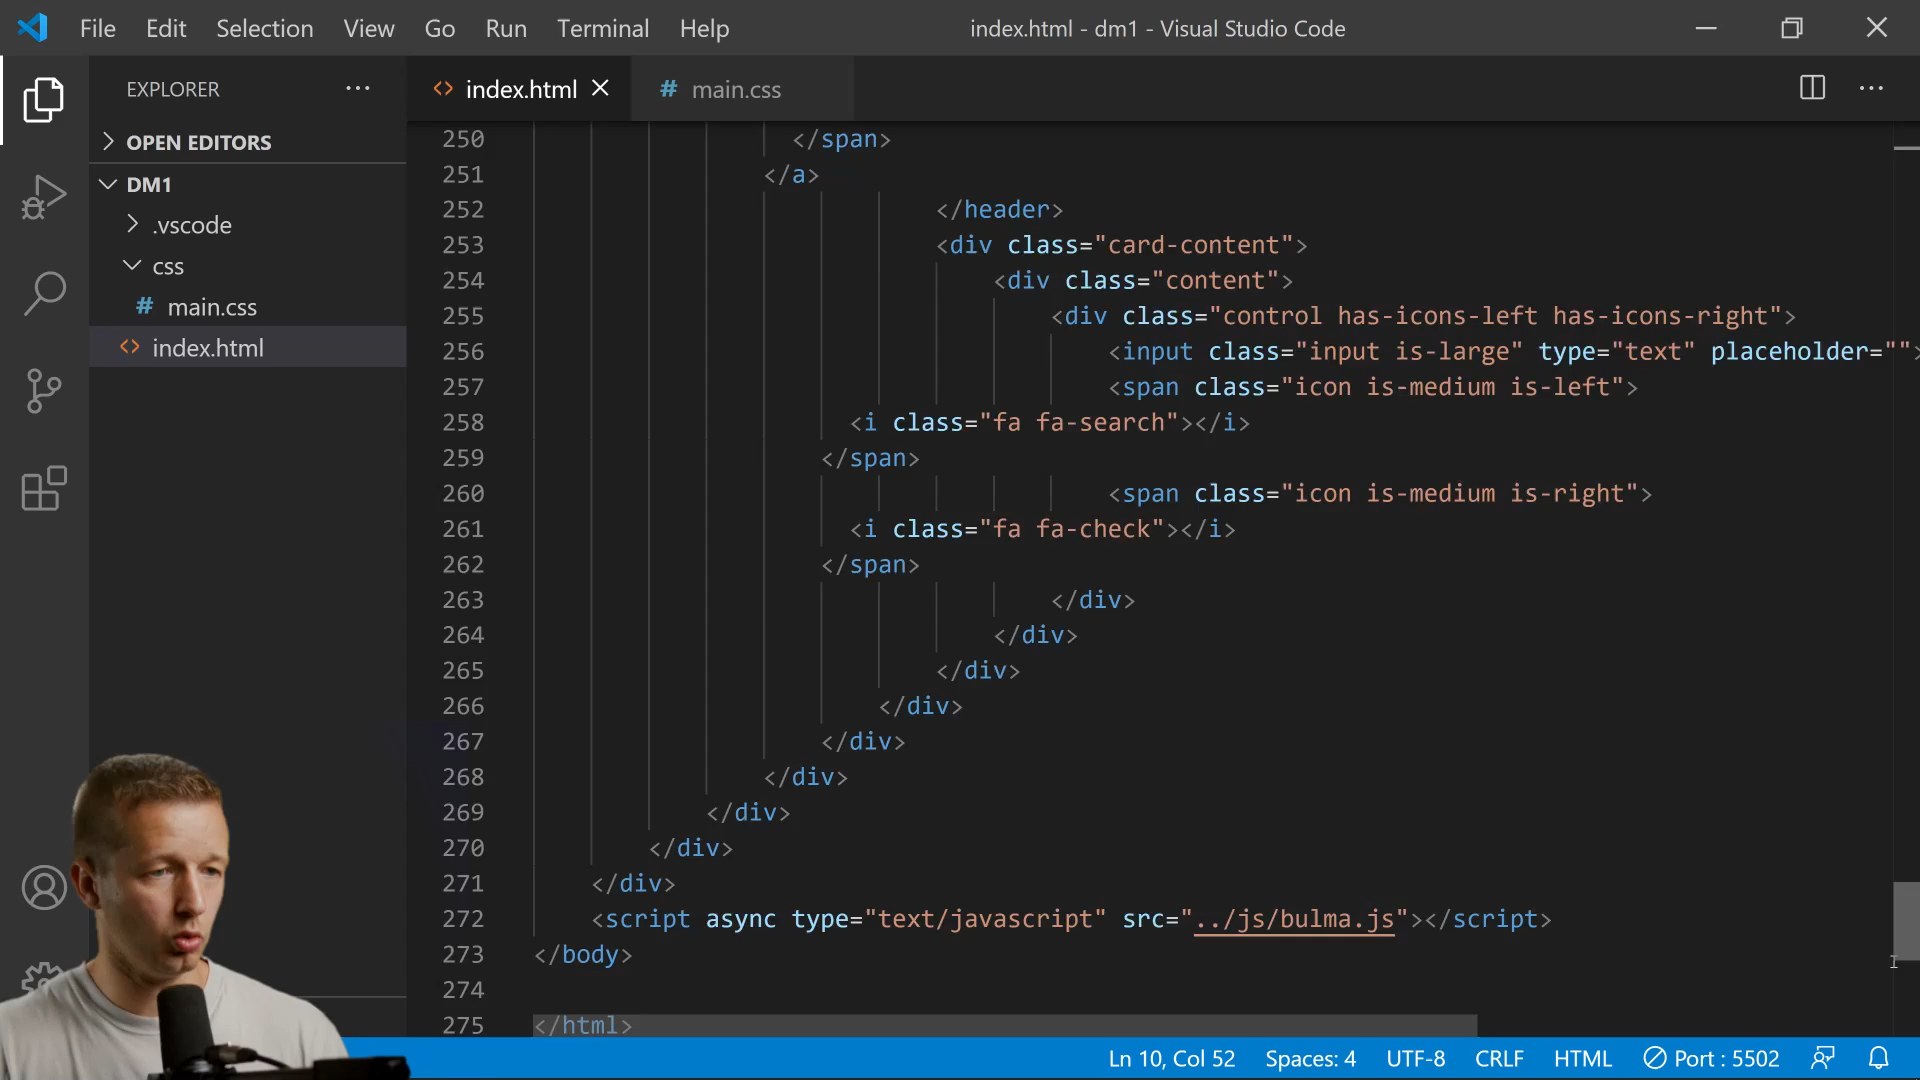 File Edit Selection View Go Run Terminal Help
index.html - dm1 - Visual Studio Code
EXPLORER
OPEN EDITORS
DM1
.vscode
css
# main.css
<> index.html
<> index.html
# main.css
250 </span>
251 </a>
252 </header>
253 <div class="card-content">
254 <div class="content">
255 <div class="control has-icons-left has-icons-right">
256 <input class="input is-large" type="text" placeholder="">
257 <span class="icon is-medium is-left">
258 <i class="fa fa-search"></i>
259 </span>
260 <span class="icon is-medium is-right">
261 <i class="fa fa-check"></i>
262 </span>
263 </div>
264 </div>
265 </div>
266 </div>
267 </div>
268 </div>
269 </div>
270 </div>
271 </div>
272 <script async type="text/javascript" src="../js/bulma.js"></script>
273 </body>
274
275 </html>
Ln 10, Col 52 Spaces: 4 UTF-8 CRLF HTML Port : 5502